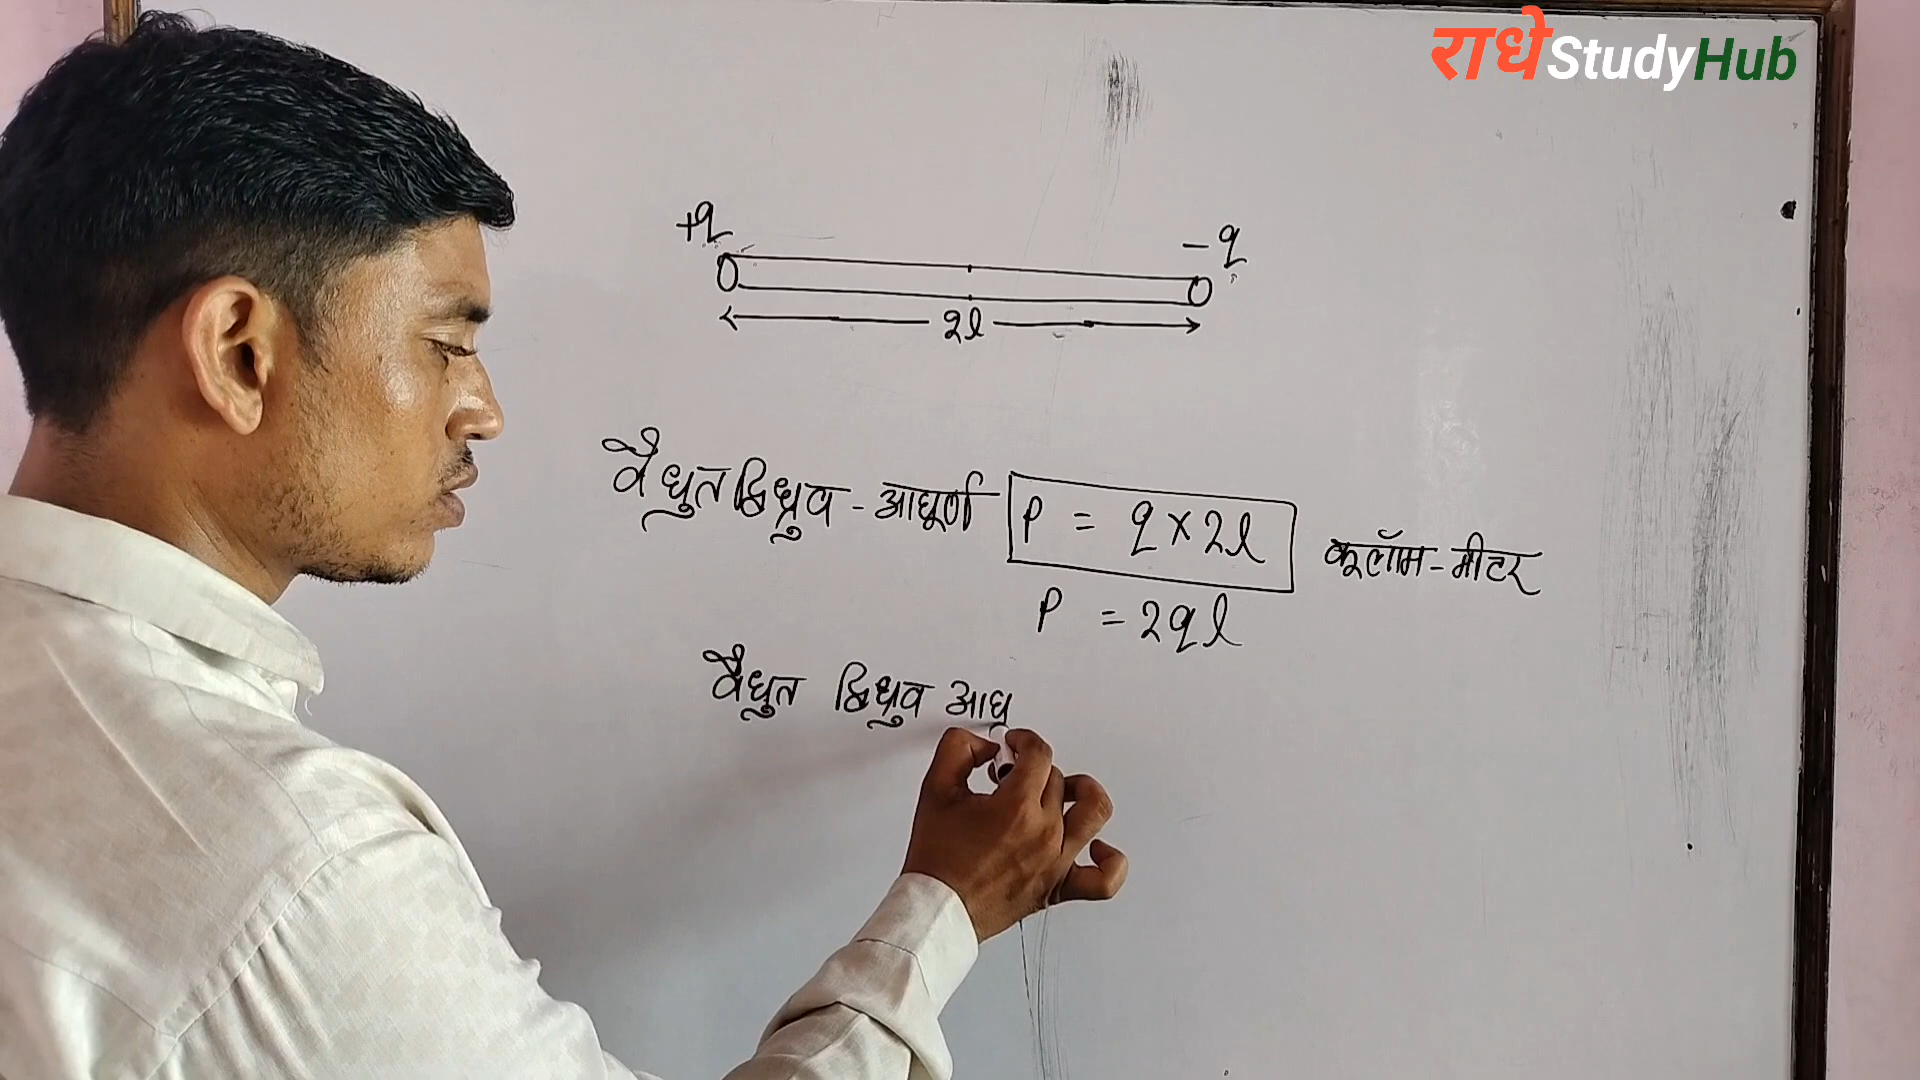 राधे StudyHub
+q
- q
2l
वैधुत द्विध्रुव - आघूर्ण P = q × 2l कूलॉम - मीटर
P = 2ql
वैधुत द्विध्रुव आघू